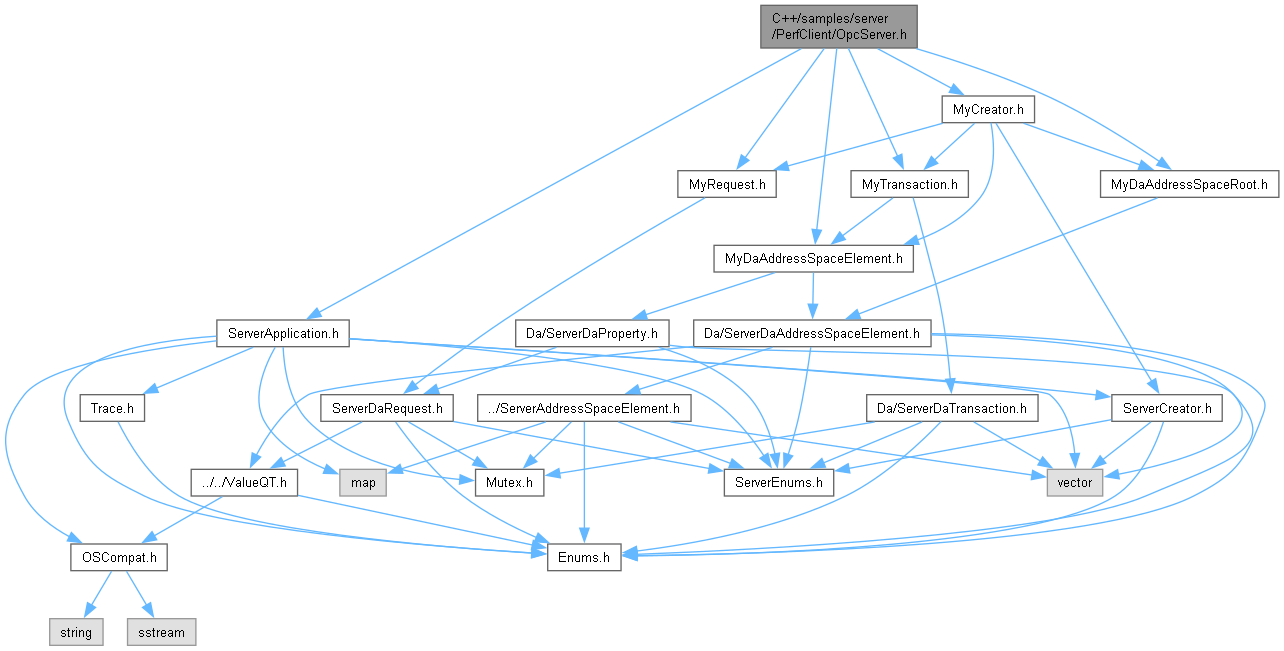 C++/samples/server
/PerfClient/OpcServer.h
MyCreator.h
MyRequest.h
MyTransaction.h
MyDaAddressSpaceRoot.h
MyDaAddressSpaceElement.h
ServerApplication.h
Da/ServerDaProperty.h
Da/ServerDaAddressSpaceElement.h
Trace.h
ServerDaRequest.h
../ServerAddressSpaceElement.h
Da/ServerDaTransaction.h
ServerCreator.h
../../ValueQT.h
map
Mutex.h
ServerEnums.h
vector
OSCompat.h
Enums.h
string
sstream